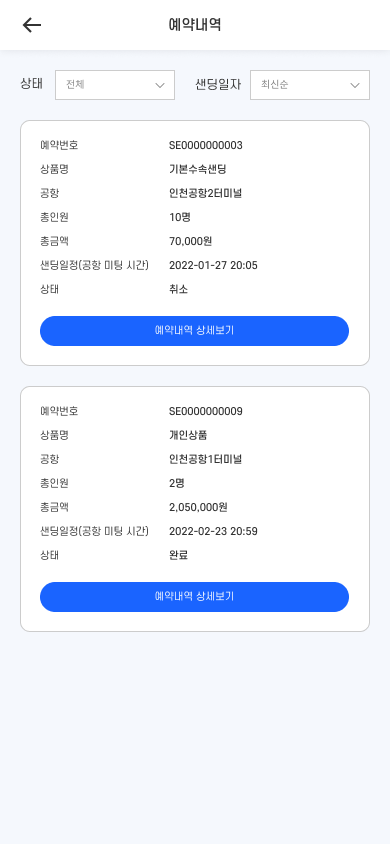 예약내역
상태 전체 샌딩일자 최신순
예약번호 SE0000000003
상품명 기본수속샌딩
공항 인천공항2터미널
총인원 10명
총금액 70,000원
샌딩일정(공항 미팅 시간) 2022-01-27 20:05
상태 취소
예약내역 상세보기
예약번호 SE0000000009
상품명 개인상품
공항 인천공항1터미널
총인원 2명
총금액 2,050,000원
샌딩일정(공항 미팅 시간) 2022-02-23 20:59
상태 완료
예약내역 상세보기